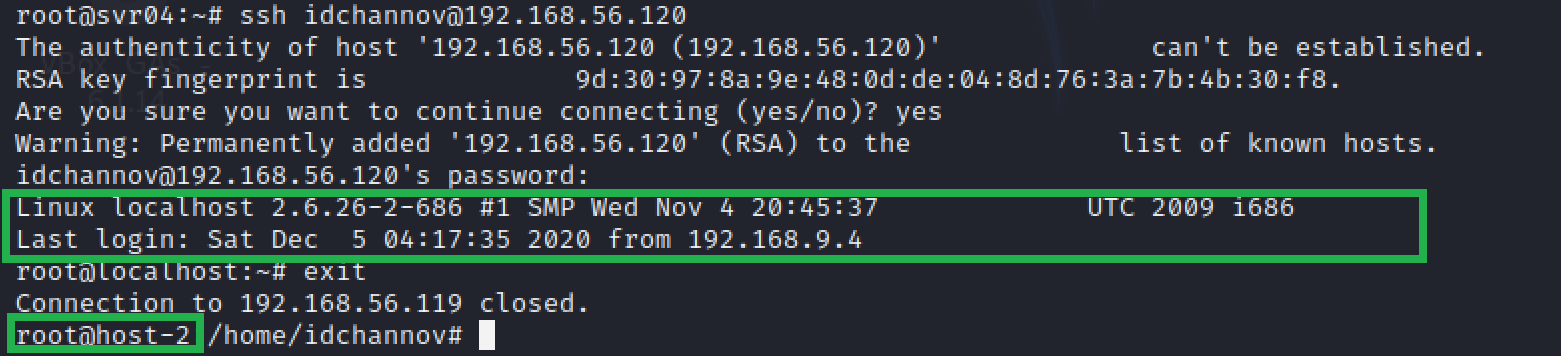 root@svr04:~# ssh idchannov@192.168.56.120
The authenticity of host '192.168.56.120 (192.168.56.120)' can't be established.
RSA key fingerprint is 9d:30:97:8a:9e:48:0d:de:04:8d:76:3a:7b:4b:30:f8.
Are you sure you want to continue connecting (yes/no)? yes
Warning: Permanently added '192.168.56.120' (RSA) to the list of known hosts.
idchannov@192.168.56.120's password:
Linux localhost 2.6.26-2-686 #1 SMP Wed Nov 4 20:45:37 UTC 2009 i686
Last login: Sat Dec  5 04:17:35 2020 from 192.168.9.4
root@localhost:~# exit
Connection to 192.168.56.119 closed.
root@host-2 /home/idchannov#